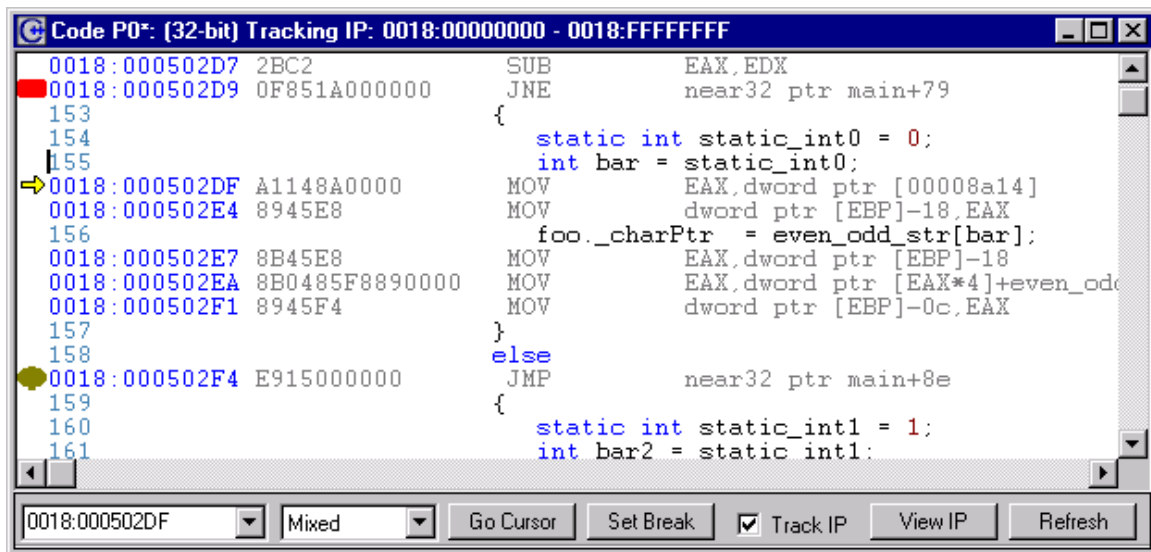 Code P0*: (32-bit) Tracking IP: 0018:00000000 - 0018:FFFFFFFF
0018:000502D7 2BC2 SUB EAX,EDX
0018:000502D9 0F851A000000 JNE near32 ptr main+79
153 {
154 static int static_int0 = 0;
155 int bar = static_int0;
0018:000502DF A1148A0000 MOV EAX,dword ptr [00008a14]
0018:000502E4 8945E8 MOV dword ptr [EBP]-18,EAX
156 foo._charPtr = even_odd_str[bar];
0018:000502E7 8B45E8 MOV EAX,dword ptr [EBP]-18
0018:000502EA 8B0485F8890000 MOV EAX,dword ptr [EAX*4]+even_odd
0018:000502F1 8945F4 MOV dword ptr [EBP]-0c,EAX
157 }
158 else
0018:000502F4 E915000000 JMP near32 ptr main+8e
159 {
160 static int static_int1 = 1;
161 int bar2 = static_int1;
0018:000502DF Mixed Go Cursor Set Break Track IP View IP Refresh